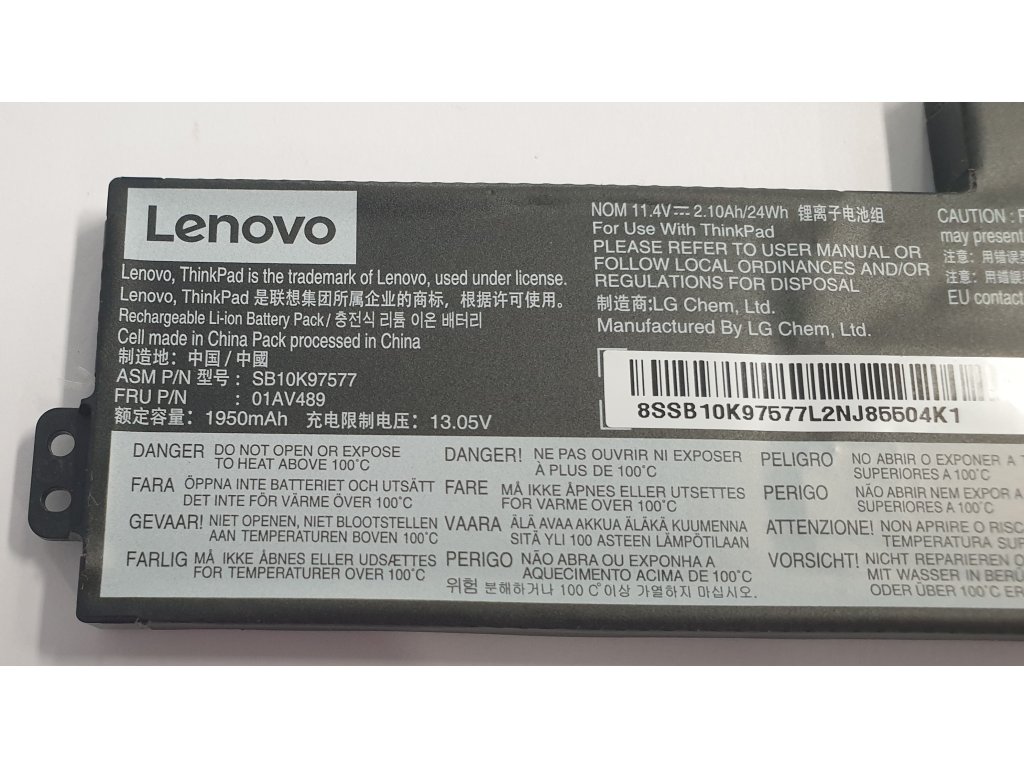 Lenovo
Lenovo, ThinkPad is the trademark of Lenovo, used under license.
Lenovo, ThinkPad 是联想集团所属企业的商标，根据许可使用。
Rechargeable Li-ion Battery Pack / 충전식 리튬 이온 배터리
Cell made in China Pack processed in China
制造地：中国 / 中國
ASM P/N 型号 : SB10K97577
FRU P/N : 01AV489
额定容量：1950mAh 充电限制电压：13.05V
NOM 11.4V⎓ 2.10Ah/24Wh 锂离子电池组
For Use With ThinkPad
PLEASE REFER TO USER MANUAL OR
FOLLOW LOCAL ORDINANCES AND/OR
REGULATIONS FOR DISPOSAL
制造商:LG Chem, Ltd.
Manufactured By LG Chem, Ltd.
8SSB10K97577L2NJ85504K1
CAUTION :
may present
注意：用错误
注意：用錯誤
EU contact
DANGER DO NOT OPEN OR EXPOSE
TO HEAT ABOVE 100°C
FARA ÖPPNA INTE BATTERIET OCH UTSÄTT
DET INTE FÖR VÄRME ÖVER 100°C
GEVAAR! NIET OPENEN, NIET BLOOTSTELLEN
AAN TEMPERATUREN BOVEN 100°C
FARLIG MÅ IKKE ÅBNES ELLER UDSÆTTES
FOR TEMPERATURER OVER 100°C
DANGER! NE PAS OUVRIR NI EXPOSER
À PLUS DE 100°C
FARE MÅ IKKE ÅPNES ELLER UTSETTES
FOR VARME OVER 100°C
VAARA ÄLÄ AVAA AKKUA ÄLÄKÄ KUUMENNA
SITÄ YLI 100 ASTEEN LÄMPÖTILAAN
PERIGO NÃO ABRA OU EXPONHA A
AQUECIMENTO ACIMA DE 100°C
위험 분해하거나 100 C°이상 가열하지 마십시오.
PELIGRO NO ABRIR O EXPONER A
SUPERIORES A 100°C
PERIGO NÃO ABRIR NEM EXPOR A
SUPERIORES A 100°C
ATTENZIONE! NON APRIRE O
TEMPERATURA
VORSICHT! NICHT REPARIEREN
MIT WASSER IN
ODER ÜBER 100°C